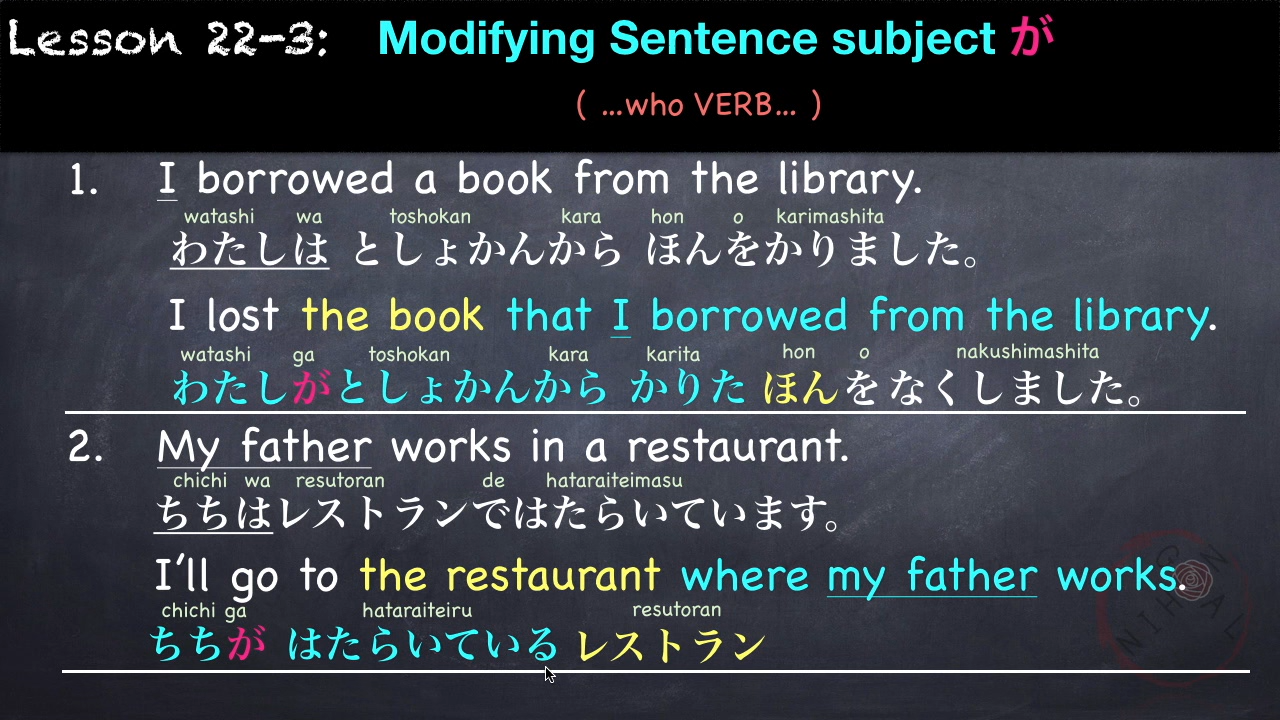 Lesson 22-3: Modifying Sentence subject が
( ...who VERB... )
1. I borrowed a book from the library.
watashi wa toshokan kara hon o karimashita
わたしは としょかんから ほんをかりました。
I lost the book that I borrowed from the library.
watashi ga toshokan kara karita hon o nakushimashita
わたしがとしょかんから かりた ほんをなくしました。
2. My father works in a restaurant.
chichi wa resutoran de hataraiteimasu
ちちはレストランではたらいています。
I'll go to the restaurant where my father works.
chichi ga hataraiteiru resutoran
ちちが はたらいている レストラン
NIHONGOAL